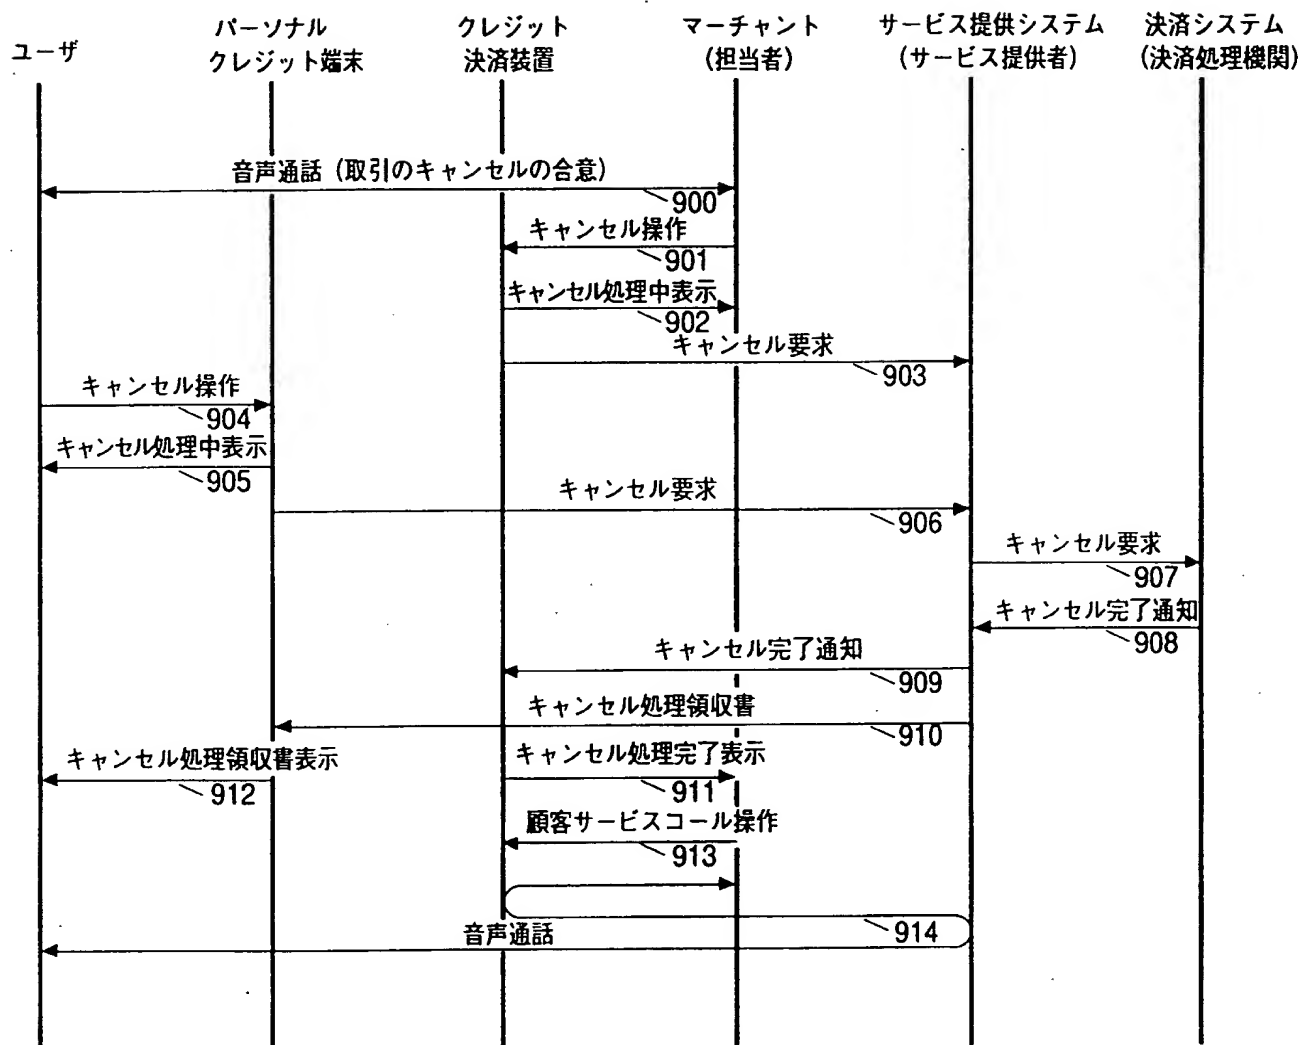 ユーザ
パーソナル
クレジット端末
クレジット
決済装置
マーチャント
(担当者)
サービス提供システム
(サービス提供者)
決済システム
(決済処理機関)
音声通話 (取引のキャンセルの合意)
900
キャンセル操作
901
キャンセル処理中表示
902
キャンセル要求
903
キャンセル操作
904
キャンセル処理中表示
905
キャンセル要求
906
キャンセル要求
907
キャンセル完了通知
908
キャンセル完了通知
909
キャンセル処理領収書
910
キャンセル処理完了表示
911
キャンセル処理領収書表示
912
顧客サービスコール操作
913
音声通話
914